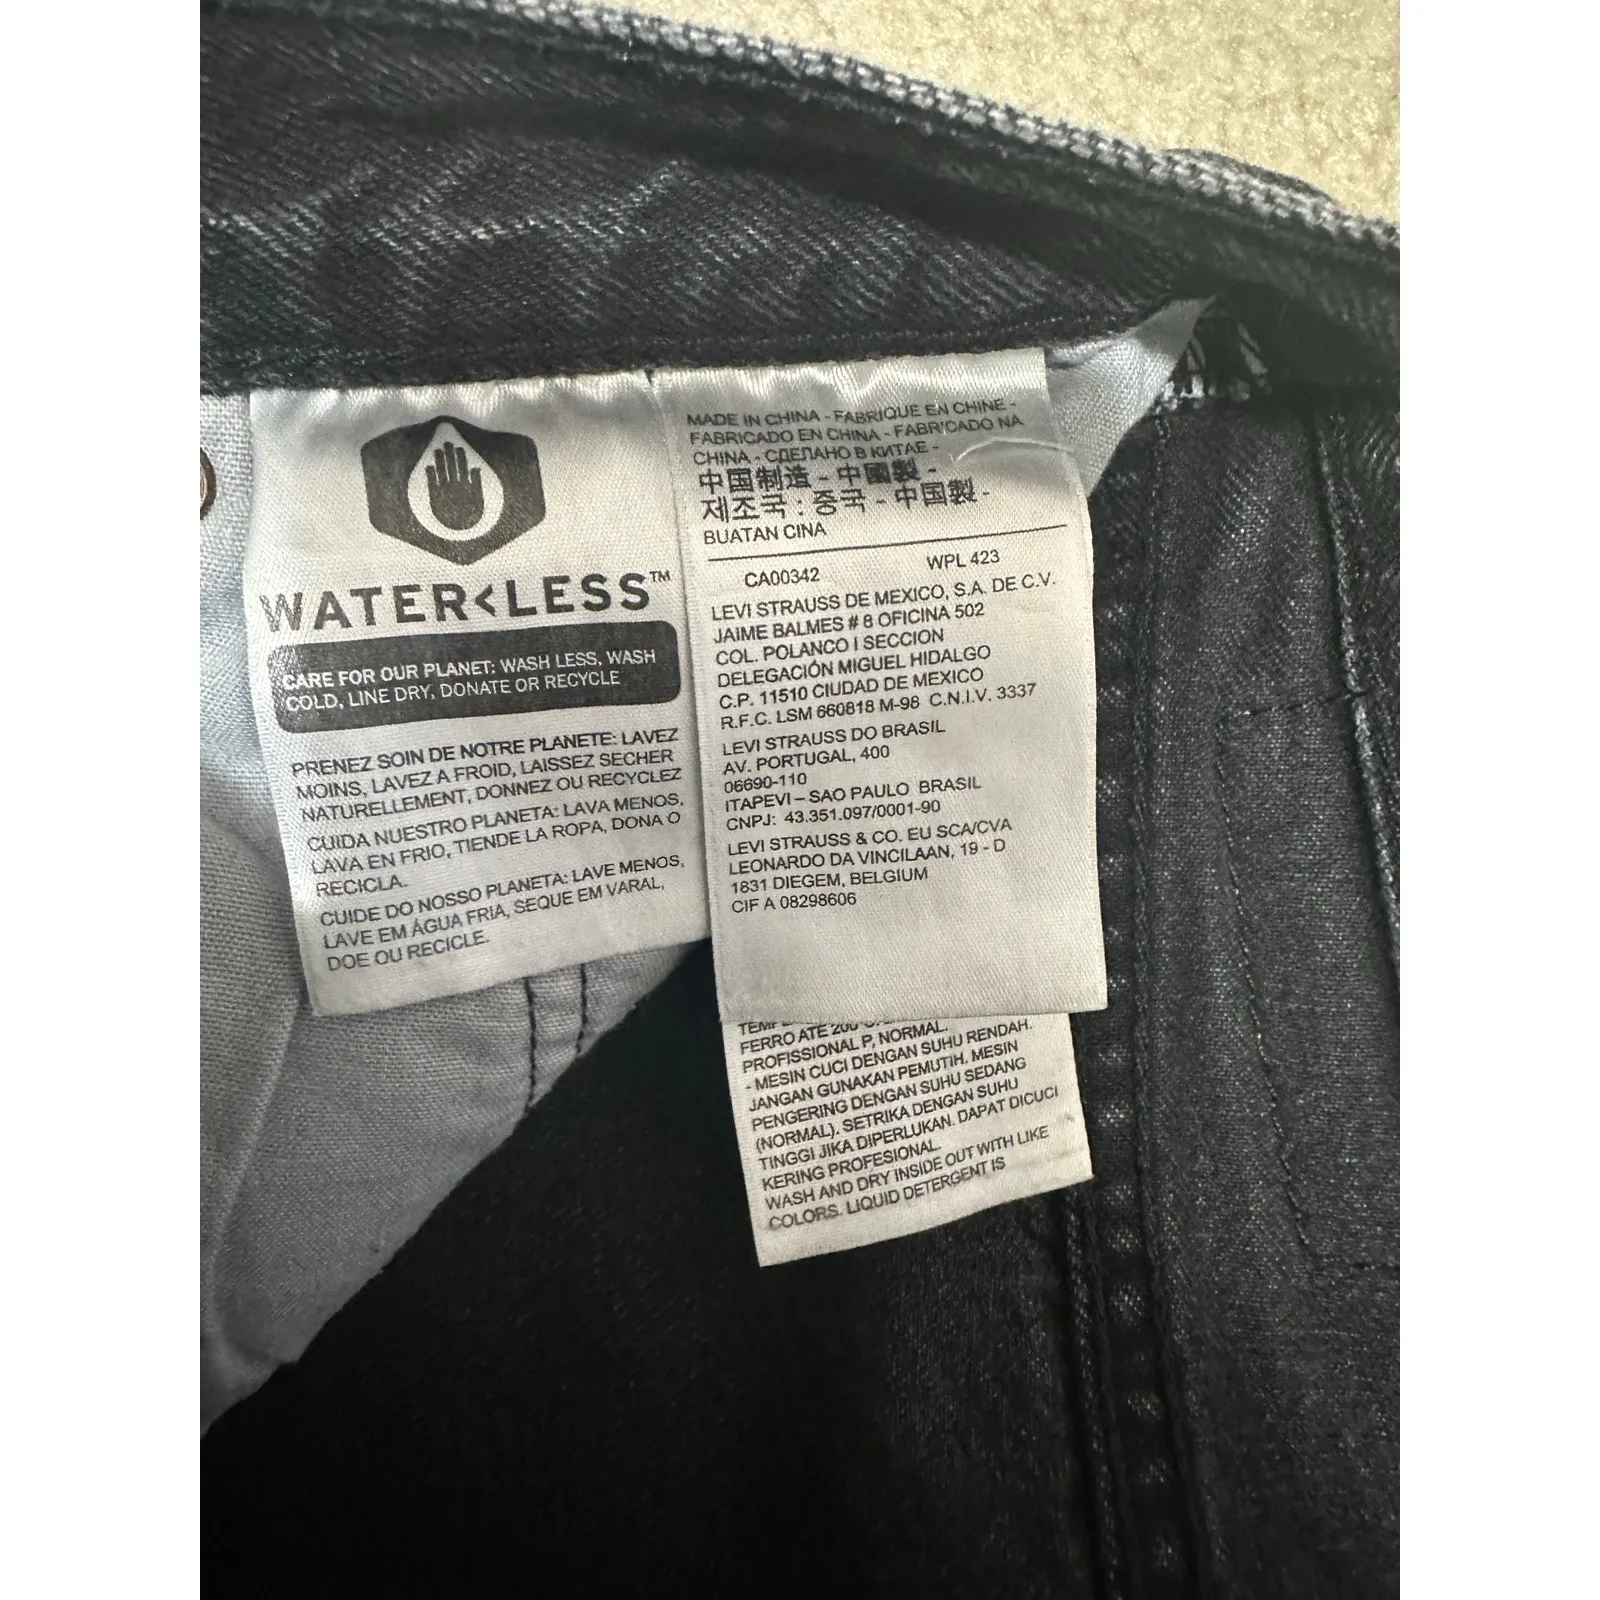 WATER<LESS™
CARE FOR OUR PLANET: WASH LESS, WASH
COLD, LINE DRY, DONATE OR RECYCLE
PRENEZ SOIN DE NOTRE PLANETE: LAVEZ
MOINS, LAVEZ A FROID, LAISSEZ SECHER
NATURELLEMENT, DONNEZ OU RECYCLEZ
CUIDA NUESTRO PLANETA: LAVA MENOS,
LAVA EN FRIO, TIENDE LA ROPA, DONA O
RECICLA.
CUIDE DO NOSSO PLANETA: LAVE MENOS,
LAVE EM ÁGUA FRIA, SEQUE EM VARAL,
DOE OU RECICLE.
MADE IN CHINA - FABRIQUE EN CHINE -
FABRICADO EN CHINA - FABRICADO NA
CHINA - СДЕЛАНО В КИТАЕ -
中国制造 - 中國製 -
제조국 : 중국 - 中国製 -
BUATAN CINA
CA00342 WPL 423
LEVI STRAUSS DE MEXICO, S.A. DE C.V.
JAIME BALMES # 8 OFICINA 502
COL. POLANCO I SECCION
DELEGACIÓN MIGUEL HIDALGO
C.P. 11510 CIUDAD DE MEXICO
R.F.C. LSM 660818 M-98 C.N.I.V. 3337
LEVI STRAUSS DO BRASIL
AV. PORTUGAL, 400
06690-110
ITAPEVI – SAO PAULO BRASIL
CNPJ: 43.351.097/0001-90
LEVI STRAUSS & CO. EU SCA/CVA
LEONARDO DA VINCILAAN, 19 - D
1831 DIEGEM, BELGIUM
CIF A 08298606
FERRO ATE 200
PROFISSIONAL P, NORMAL.
- MESIN CUCI DENGAN SUHU RENDAH.
JANGAN GUNAKAN PEMUTIH. MESIN
PENGERING DENGAN SUHU SEDANG
(NORMAL). SETRIKA DENGAN SUHU
TINGGI JIKA DIPERLUKAN. DAPAT DICUCI
KERING PROFESIONAL.
WASH AND DRY INSIDE OUT WITH LIKE
COLORS. LIQUID DETERGENT IS